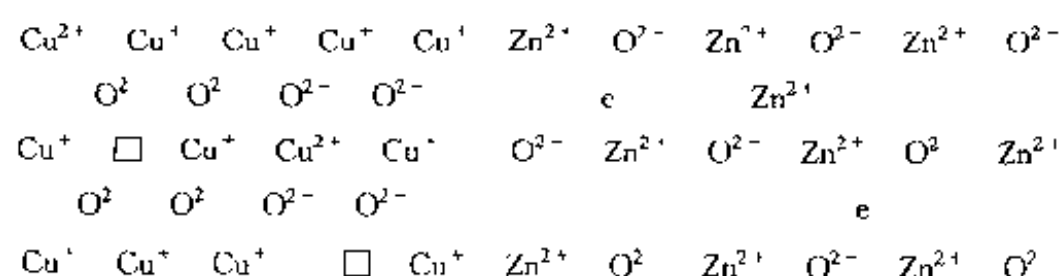 Cu²⁺ Cu⁺ Cu⁺ Cu⁺ Cu⁺ Zn²⁺ O²⁻ Zn²⁺ O²⁻ Zn²⁺ O²⁻
O² O² O²⁻ O²⁻ e Zn²⁺
Cu⁺ □ Cu⁺ Cu²⁺ Cu⁺ O²⁻ Zn²⁺ O²⁻ Zn²⁺ O² Zn²⁺
O² O² O²⁻ O²⁻ e
Cu⁺ Cu⁺ Cu⁺ □ Cu⁺ Zn²⁺ O² Zn²⁺ O²⁻ Zn²⁺ O²